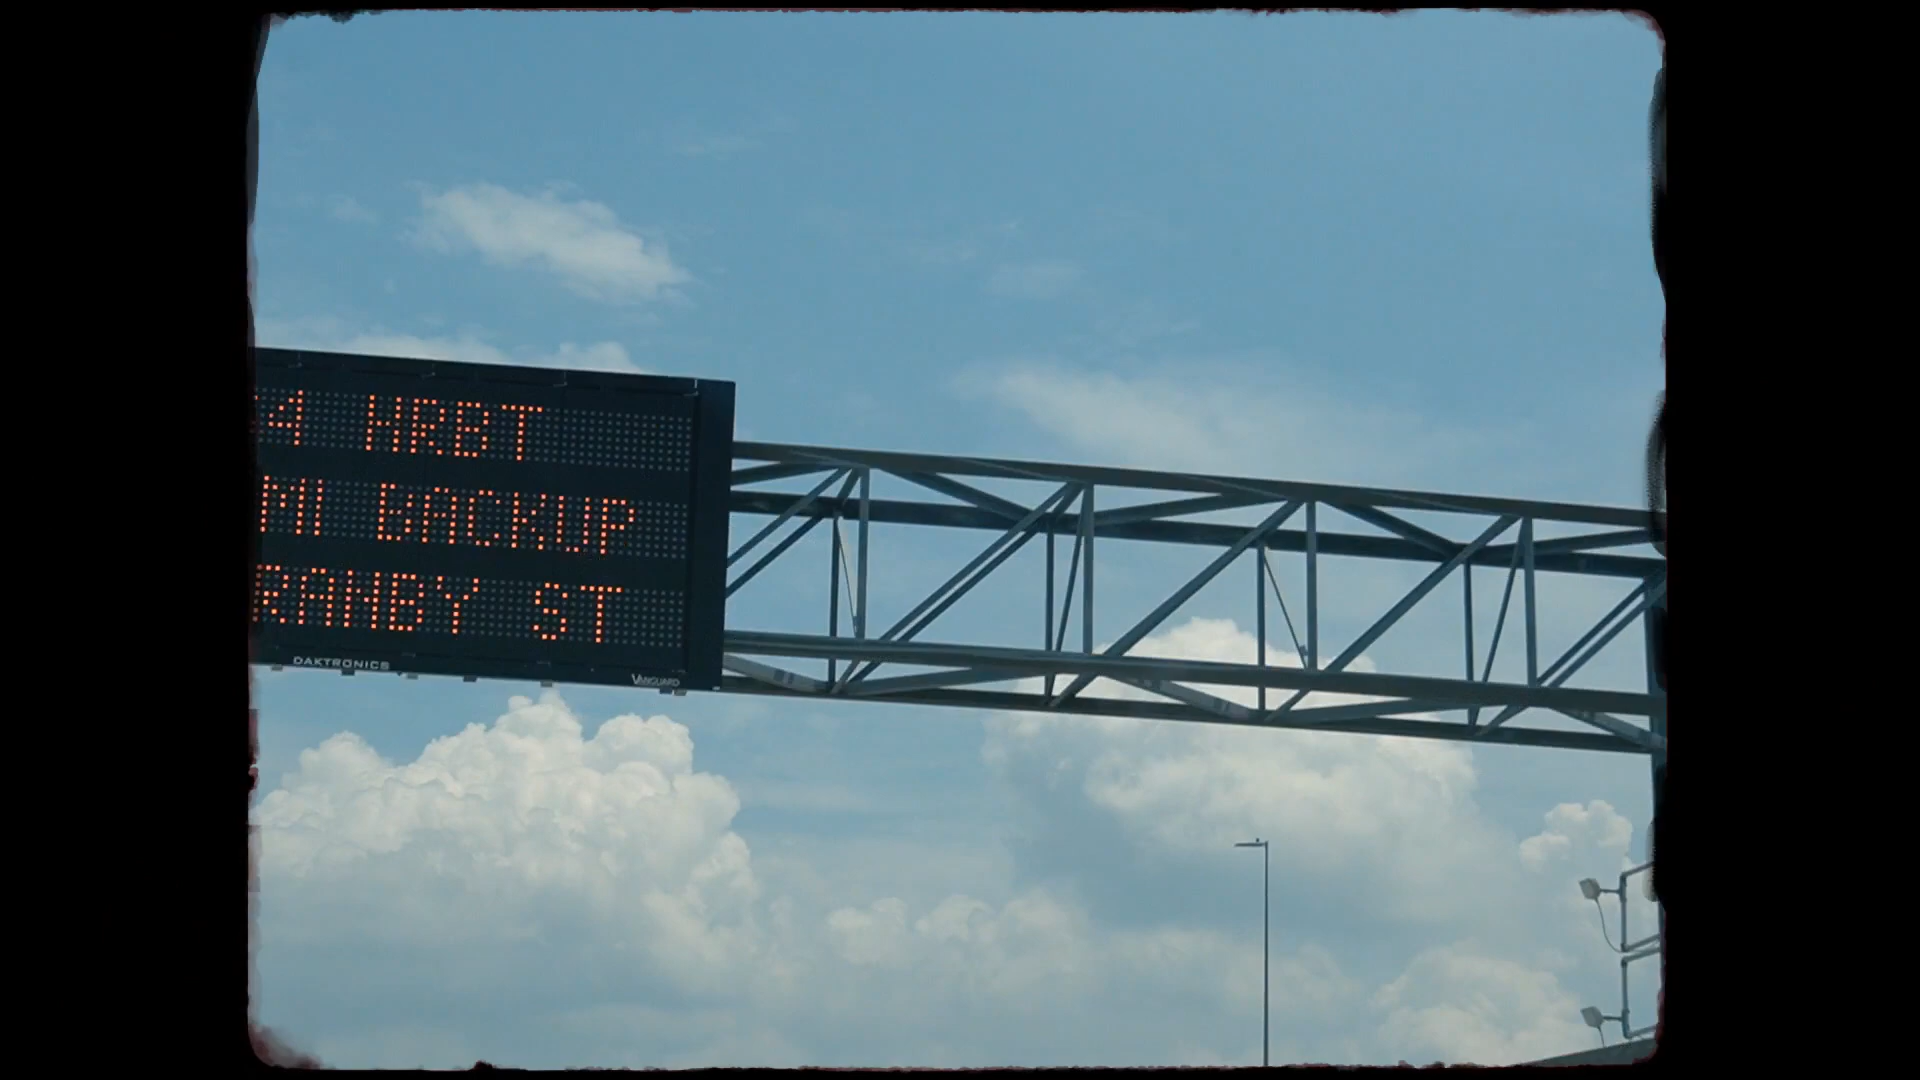 4 HRBT
MI BACKUP
RANBY ST
DAKTRONICS
VANGUARD